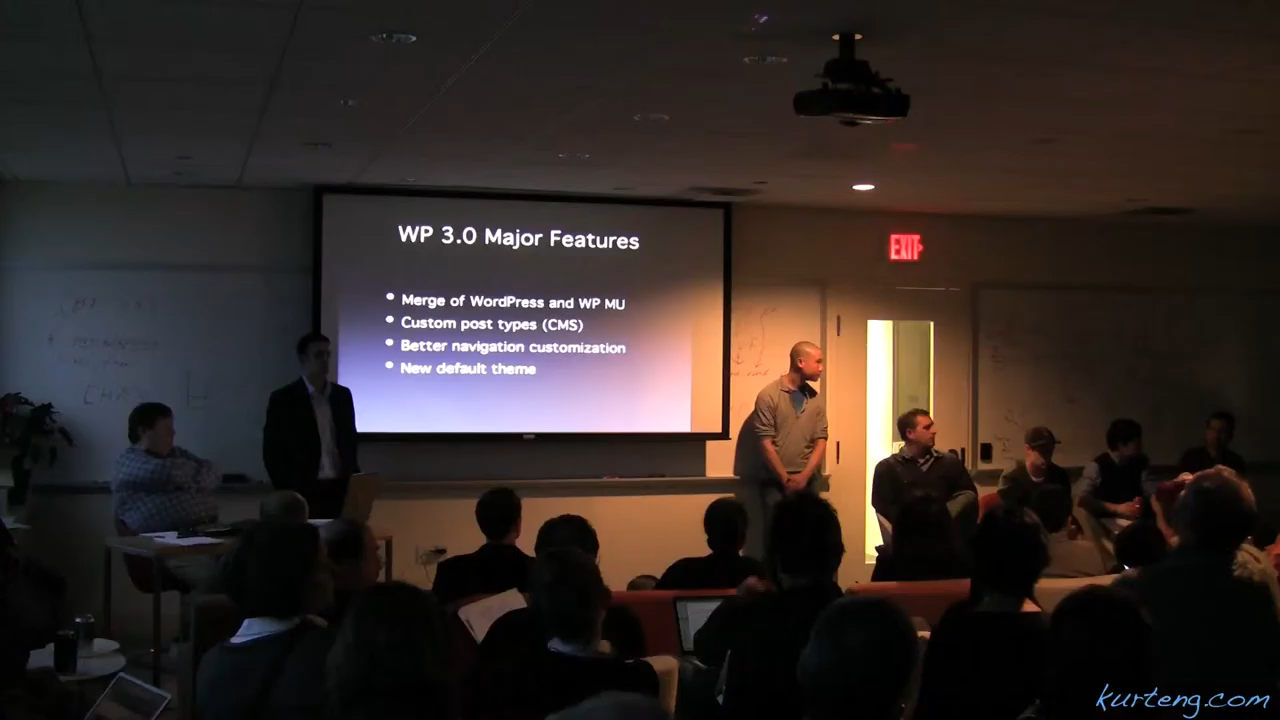 WP 3.0 Major Features
EXIT
• Merge of WordPress and WP MU
• Custom post types (CMS)
• Better navigation customization
• New default theme
kurteng.com